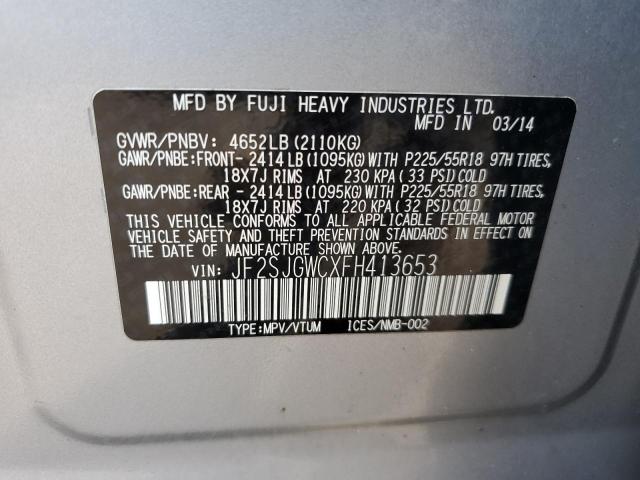 MFD BY FUJI HEAVY INDUSTRIES LTD.
MFD IN 03/14
GVWR/PNBV: 4652LB (2110KG)
GAWR/PNBE:FRONT- 2414 LB (1095KG) WITH P225/55R18 97H TIRES,
18X7J RIMS AT 230 KPA (33 PSI) COLD
GAWR/PNBE:REAR - 2414 LB (1095KG) WITH P225/55R18 97H TIRES,
18X7J RIMS AT 220 KPA (32 PSI) COLD
THIS VEHICLE CONFORMS TO ALL APPLICABLE FEDERAL MOTOR
VEHICLE SAFETY AND THEFT PREVENTION STANDARDS IN EFFECT
ON THE DATE OF MANUFACTURE SHOWN ABOVE.
VIN: JF2SJGWCXFH413653
TYPE:MPV/VTUM ICES/NMB-002